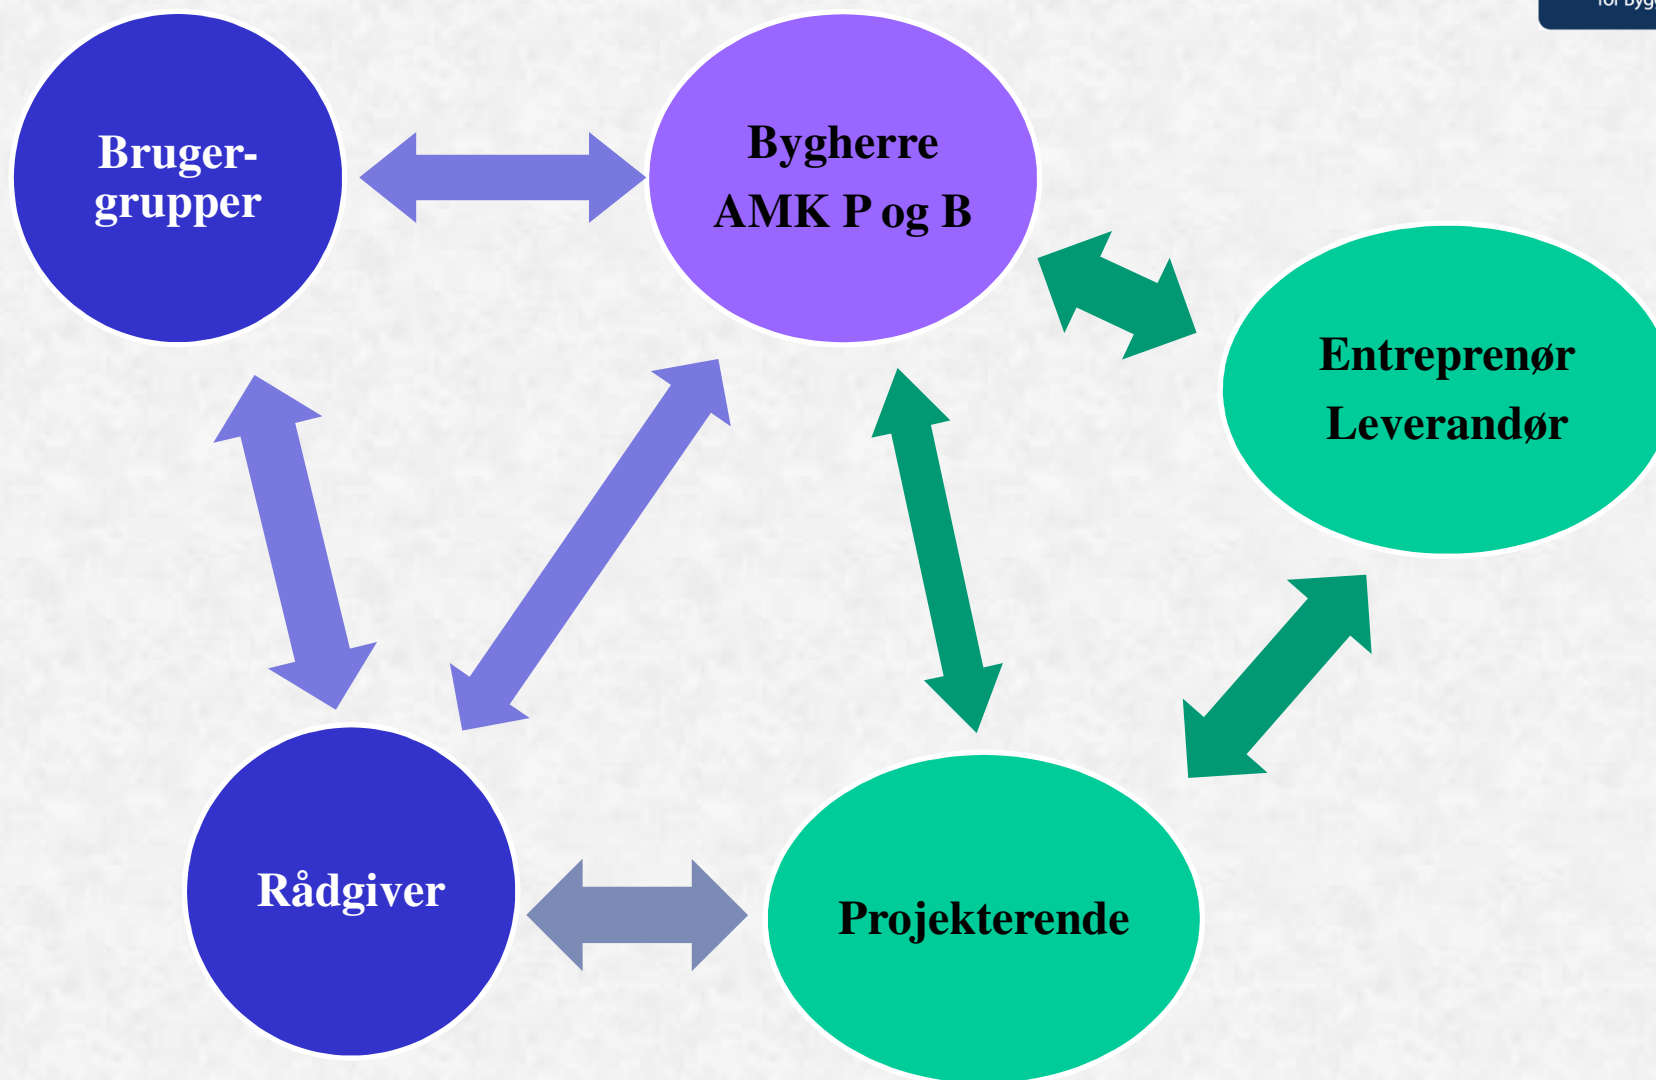 Bruger-
grupper
Bygherre
AMK P og B
Entreprenør
Leverandør
Rådgiver
Projekterende